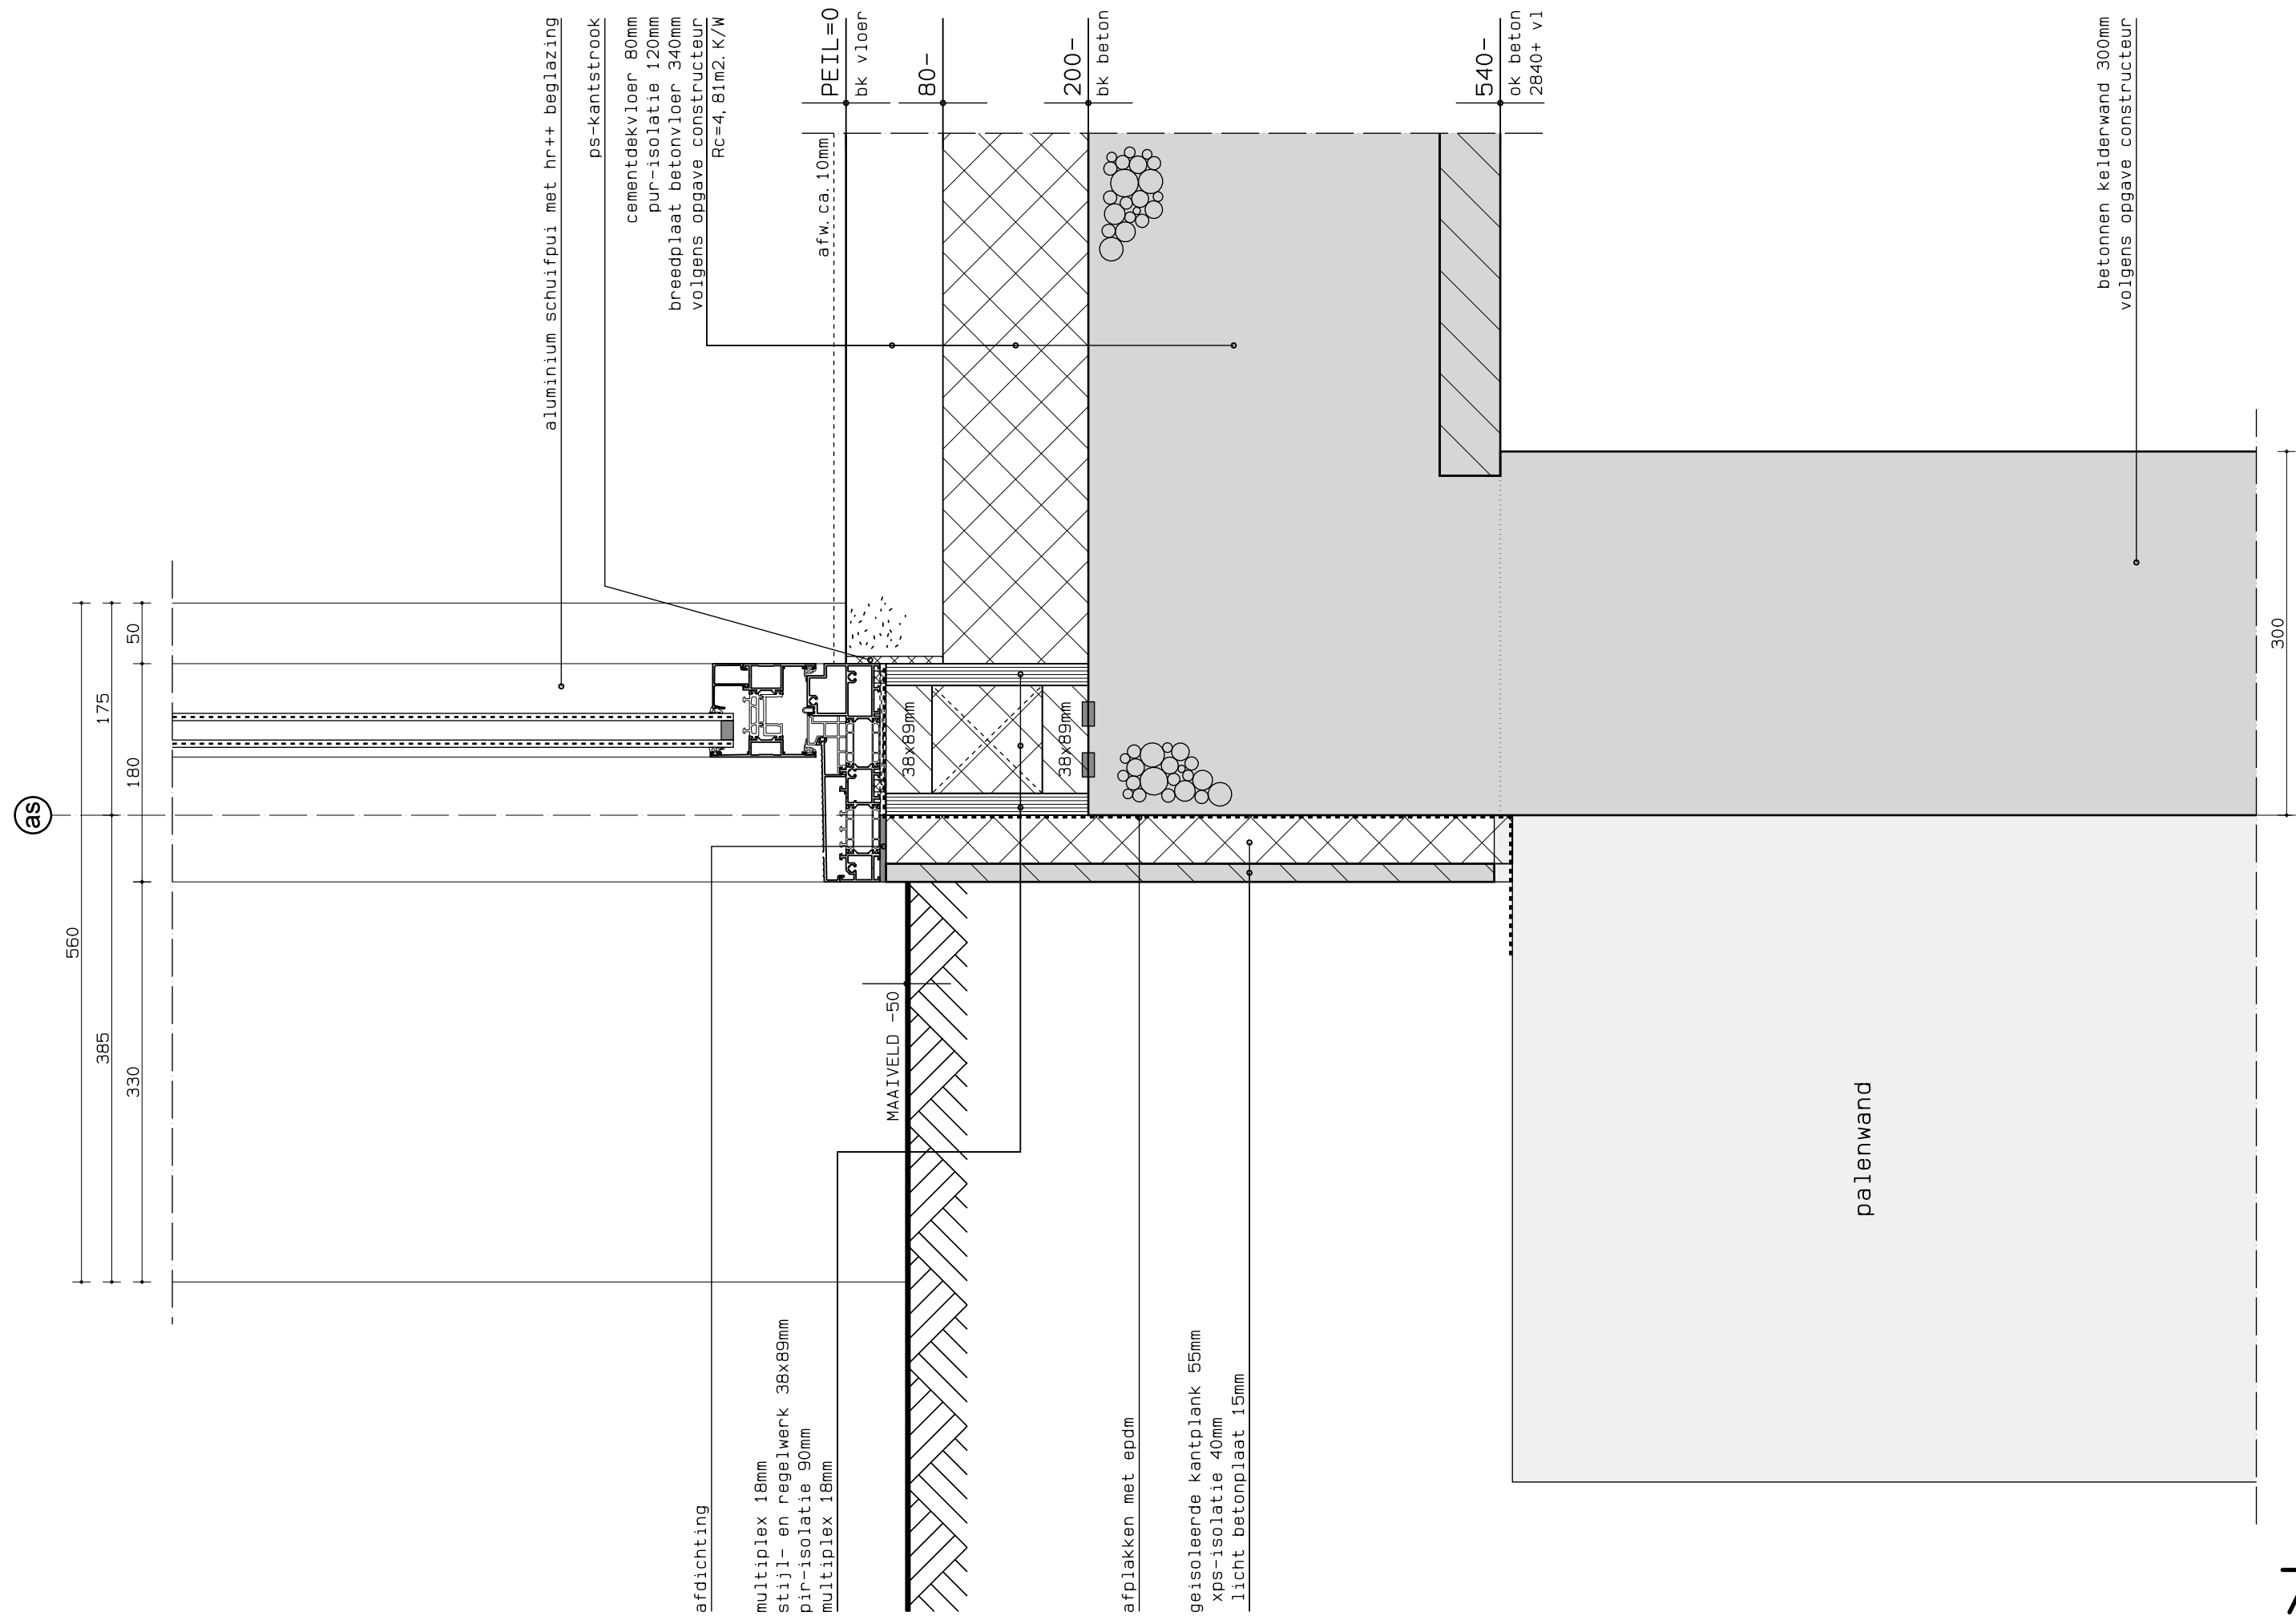 aluminium schuifpui met hr++ beglazing
ps-kantstrook
cementdekvloer 80mm
pur-isolatie 120mm
breedplaat betonvloer 340mm
volgens opgave constructeur
Rc=4,81m2.K/W
afw. ca. 10mm
PEIL=0
bk vloer
80-
200-
bk beton
540-
ok beton
2840+ vl
betonnen kelderwand 300mm
volgens opgave constructeur
560
175
385
50
180
330
as
38x89mm
38x89mm
300
MAAIVELD -50
palenwand
afdichting
multiplex 18mm
stijl- en regelwerk 38x89mm
pir-isolatie 90mm
multiplex 18mm
afplakken met epdm
geisoleerde kantplank 55mm
xps-isolatie 40mm
licht betonplaat 15mm